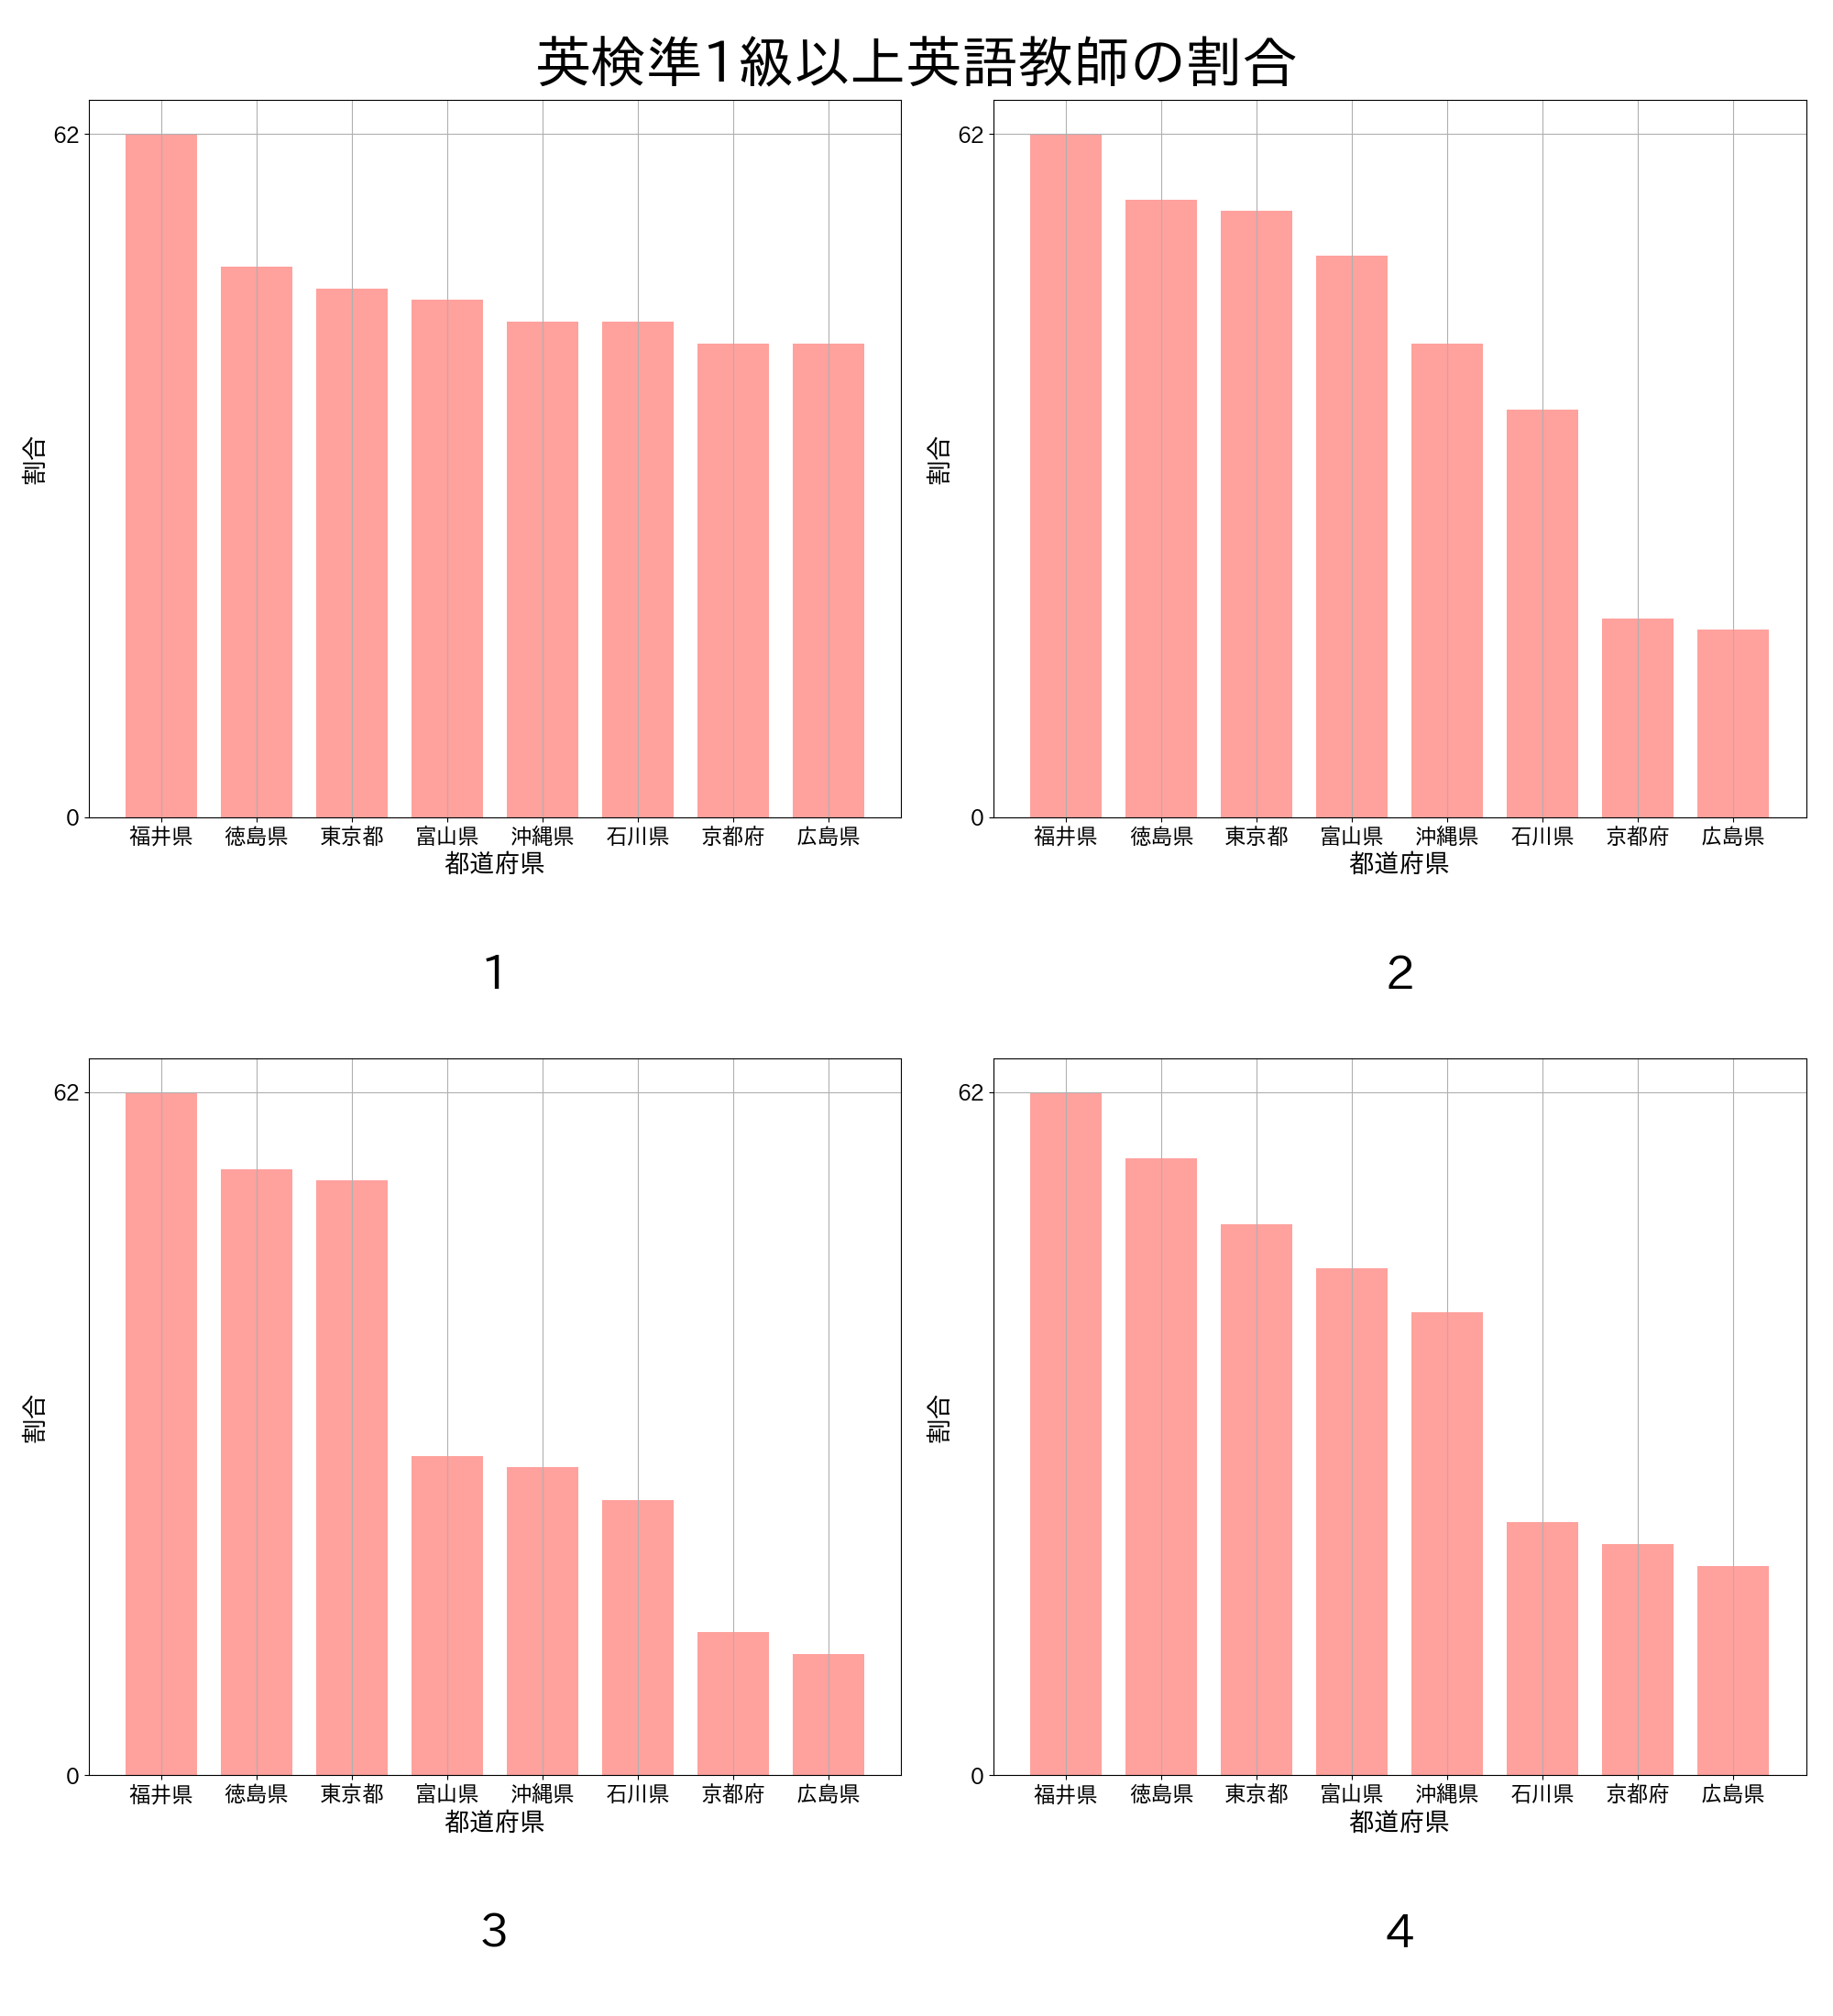 英検準1級以上英語教師の割合
62
0
割合
福井県 徳島県 東京都 富山県 沖縄県 石川県 京都府 広島県
都道府県
1
62
0
割合
福井県 徳島県 東京都 富山県 沖縄県 石川県 京都府 広島県
都道府県
2
62
0
割合
福井県 徳島県 東京都 富山県 沖縄県 石川県 京都府 広島県
都道府県
3
62
0
割合
福井県 徳島県 東京都 富山県 沖縄県 石川県 京都府 広島県
都道府県
4